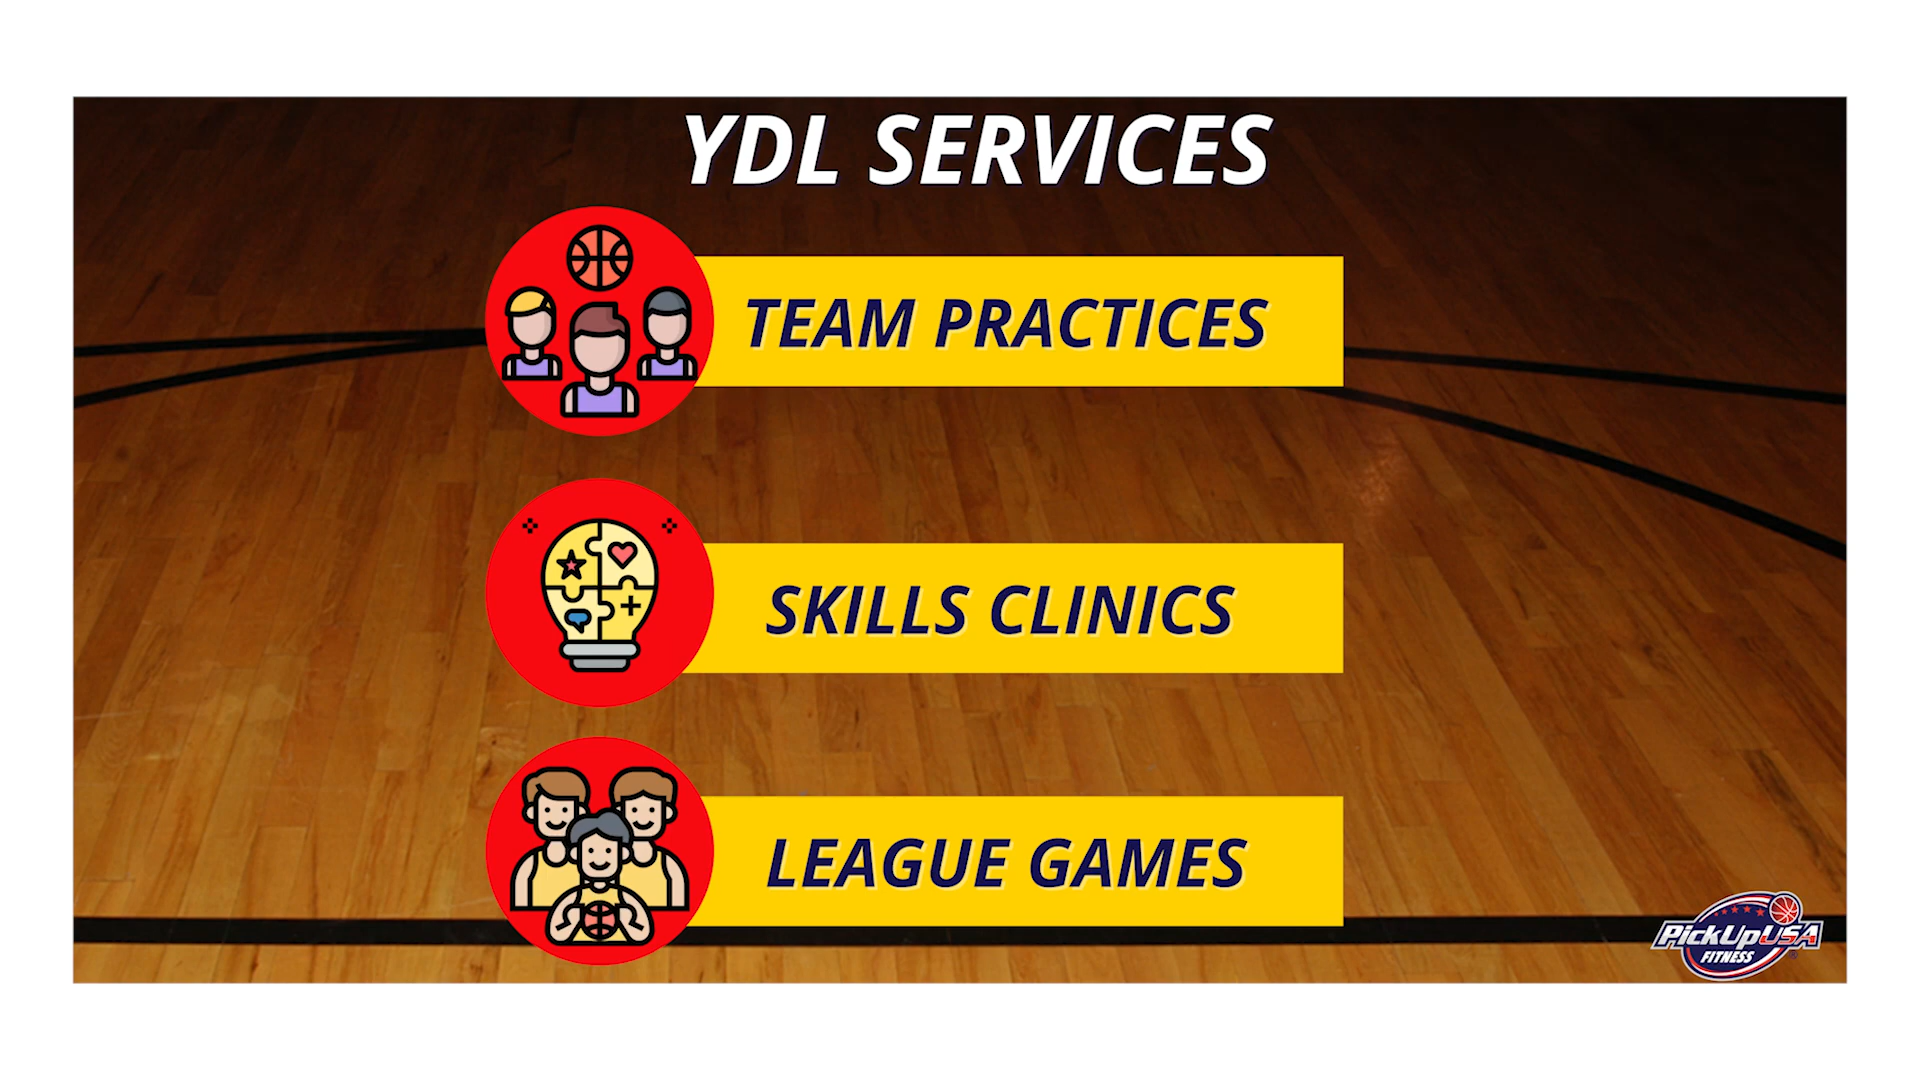 YDL SERVICES
TEAM PRACTICES
SKILLS CLINICS
LEAGUE GAMES
PickUpUSA
FITNESS